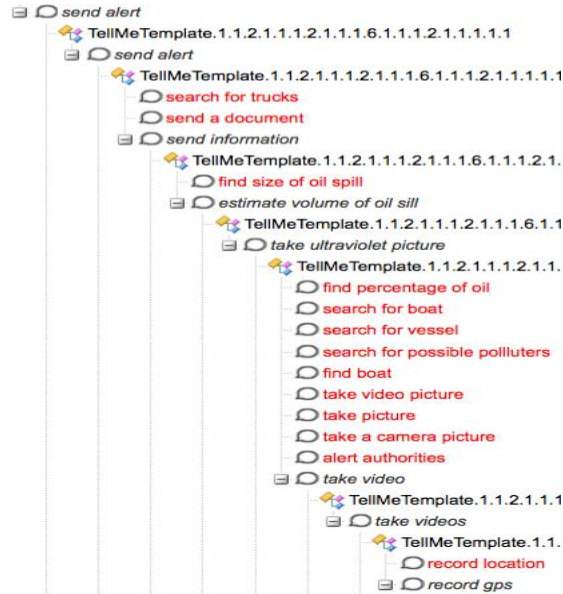 send alert
TellMeTemplate.1.1.2.1.1.1.2.1.1.1.6.1.1.1.2.1.1.1.1.1
send alert
TellMeTemplate.1.1.2.1.1.1.2.1.1.1.6.1.1.1.2.1.1.1.1.1
search for trucks
send a document
send information
TellMeTemplate.1.1.2.1.1.1.2.1.1.1.6.1.1.1.2.1.
find size of oil spill
estimate volume of oil sill
TellMeTemplate.1.1.2.1.1.1.2.1.1.1.6.1.1
take ultraviolet picture
TellMeTemplate.1.1.2.1.1.1.2.1.1.
find percentage of oil
search for boat
search for vessel
search for possible pollluters
find boat
take video picture
take picture
take a camera picture
alert authorities
take video
TellMeTemplate.1.1.2.1.1.1
take videos
TellMeTemplate.1.1.
record location
record gps